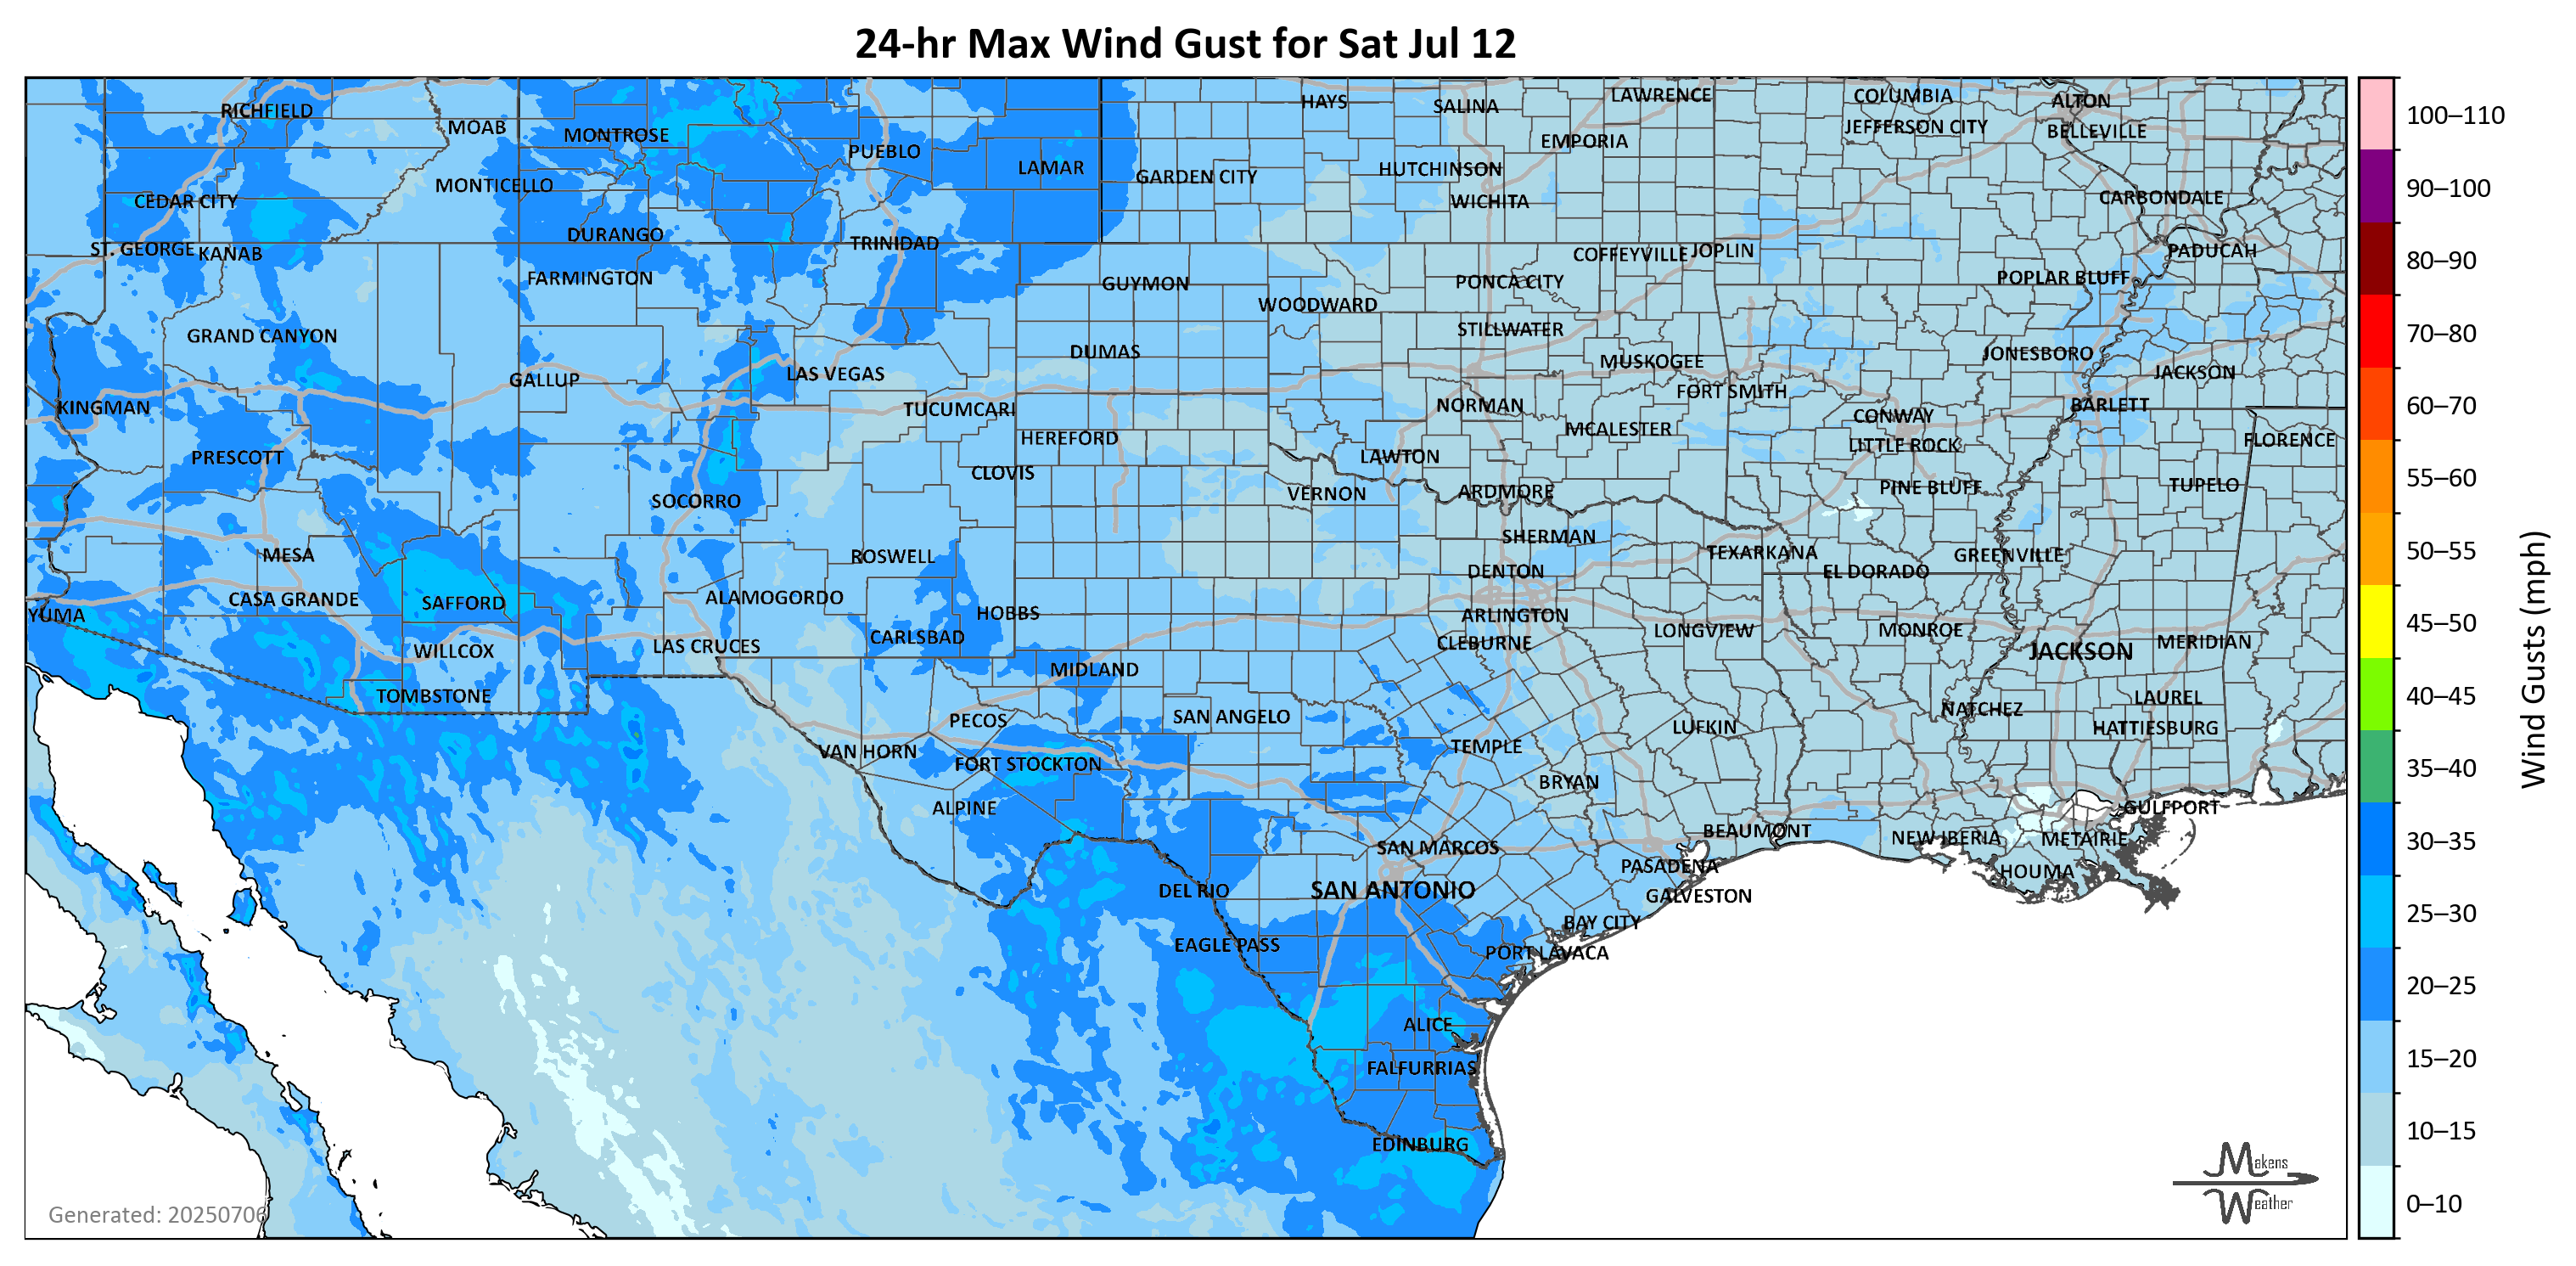 24-hr Max Wind Gust for Sat Jul 12
RICHFIELD
MOAB
MONTROSE
PUEBLO
LAMAR
HAYS
SALINA
LAWRENCE
COLUMBIA
ALTON
EMPORIA
JEFFERSON CITY
BELLEVILLE
MONTICELLO
GARDEN CITY
HUTCHINSON
CEDAR CITY
WICHITA
CARBONDALE
ST. GEORGE
KANAB
DURANGO
TRINIDAD
COFFEYVILLE
JOPLIN
PADUCAH
FARMINGTON
GUYMON
PONCA CITY
POPLAR BLUFF
WOODWARD
GRAND CANYON
STILLWATER
DUMAS
MUSKOGEE
JONESBORO
GALLUP
LAS VEGAS
FORT SMITH
JACKSON
KINGMAN
TUCUMCARI
NORMAN
CONWAY
BARLETT
HEREFORD
MCALESTER
LITTLE ROCK
FLORENCE
PRESCOTT
CLOVIS
LAWTON
SOCORRO
VERNON
ARDMORE
PINE BLUFF
TUPELO
MESA
ROSWELL
SHERMAN
TEXARKANA
GREENVILLE
DENTON
EL DORADO
CASA GRANDE
SAFFORD
ALAMOGORDO
HOBBS
ARLINGTON
YUMA
WILLCOX
LAS CRUCES
CARLSBAD
CLEBURNE
LONGVIEW
MONROE
JACKSON
MERIDIAN
TOMBSTONE
MIDLAND
LAUREL
PECOS
SAN ANGELO
NATCHEZ
HATTIESBURG
VAN HORN
FORT STOCKTON
TEMPLE
LUFKIN
ALPINE
BRYAN
GULFPORT
SAN MARCOS
BEAUMONT
NEW IBERIA
METAIRIE
DEL RIO
SAN ANTONIO
PASADENA
GALVESTON
HOUMA
EAGLE PASS
BAY CITY
PORT LAVACA
ALICE
FALFURRIAS
EDINBURG
Generated: 20250706
Makens
Weather
100–110
90–100
80–90
70–80
60–70
55–60
50–55
45–50
40–45
35–40
30–35
25–30
20–25
15–20
10–15
0–10
Wind Gusts (mph)